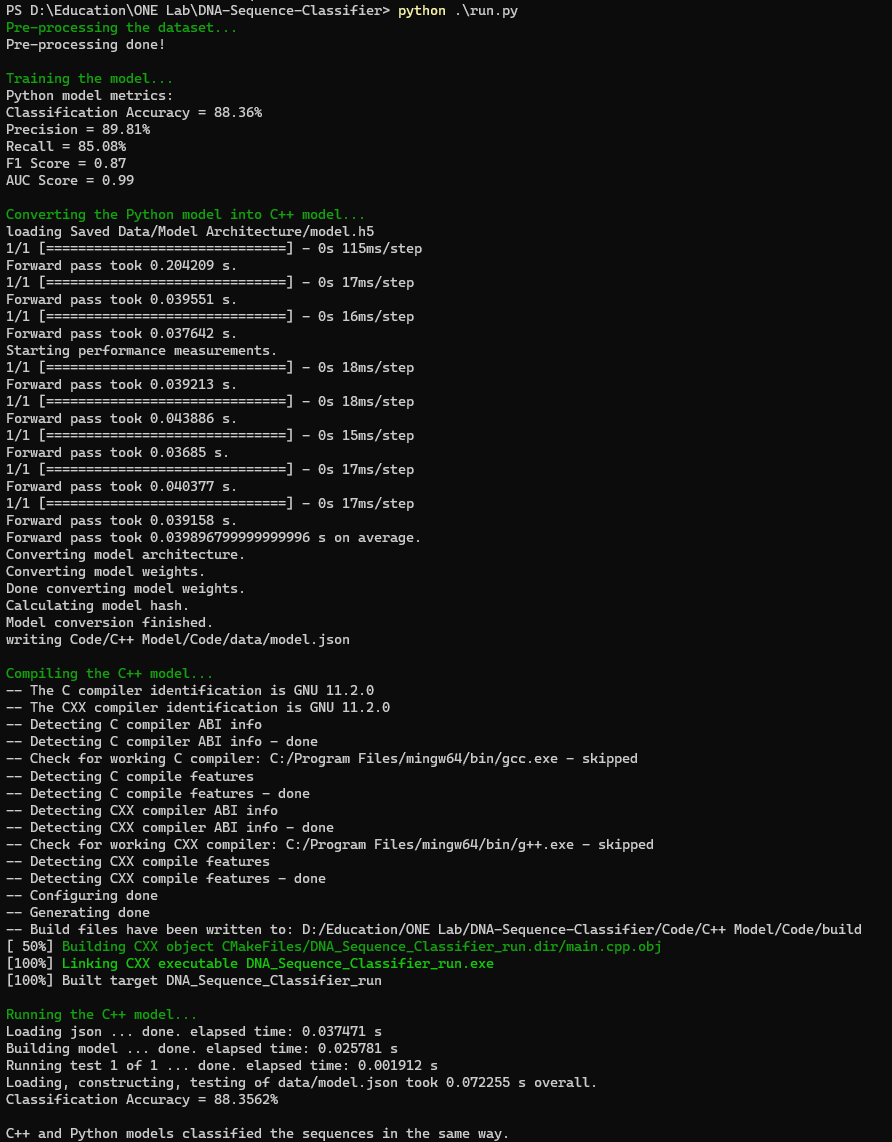 PS D:\Education\ONE Lab\DNA-Sequence-Classifier> python .\run.py
Pre-processing the dataset...
Pre-processing done!
Training the model...
Python model metrics:
Classification Accuracy = 88.36%
Precision = 89.81%
Recall = 85.08%
F1 Score = 0.87
AUC Score = 0.99
Converting the Python model into C++ model...
loading Saved Data/Model Architecture/model.h5
1/1 [==============================] - 0s 115ms/step
Forward pass took 0.204209 s.
1/1 [==============================] - 0s 17ms/step
Forward pass took 0.039551 s.
1/1 [==============================] - 0s 16ms/step
Forward pass took 0.037642 s.
Starting performance measurements.
1/1 [==============================] - 0s 18ms/step
Forward pass took 0.039213 s.
1/1 [==============================] - 0s 18ms/step
Forward pass took 0.043886 s.
1/1 [==============================] - 0s 15ms/step
Forward pass took 0.03685 s.
1/1 [==============================] - 0s 17ms/step
Forward pass took 0.040377 s.
1/1 [==============================] - 0s 17ms/step
Forward pass took 0.039158 s.
Forward pass took 0.039896799999999996 s on average.
Converting model architecture.
Converting model weights.
Done converting model weights.
Calculating model hash.
Model conversion finished.
writing Code/C++ Model/Code/data/model.json
Compiling the C++ model...
-- The C compiler identification is GNU 11.2.0
-- The CXX compiler identification is GNU 11.2.0
-- Detecting C compiler ABI info
-- Detecting C compiler ABI info - done
-- Check for working C compiler: C:/Program Files/mingw64/bin/gcc.exe - skipped
-- Detecting C compile features
-- Detecting C compile features - done
-- Detecting CXX compiler ABI info
-- Detecting CXX compiler ABI info - done
-- Check for working CXX compiler: C:/Program Files/mingw64/bin/g++.exe - skipped
-- Detecting CXX compile features
-- Detecting CXX compile features - done
-- Configuring done
-- Generating done
-- Build files have been written to: D:/Education/ONE Lab/DNA-Sequence-Classifier/Code/C++ Model/Code/build
[ 50%] Building CXX object CMakeFiles/DNA_Sequence_Classifier_run.dir/main.cpp.obj
[100%] Linking CXX executable DNA_Sequence_Classifier_run.exe
[100%] Built target DNA_Sequence_Classifier_run
Running the C++ model...
Loading json ... done. elapsed time: 0.037471 s
Building model ... done. elapsed time: 0.025781 s
Running test 1 of 1 ... done. elapsed time: 0.001912 s
Loading, constructing, testing of data/model.json took 0.072255 s overall.
Classification Accuracy = 88.3562%
C++ and Python models classified the sequences in the same way.